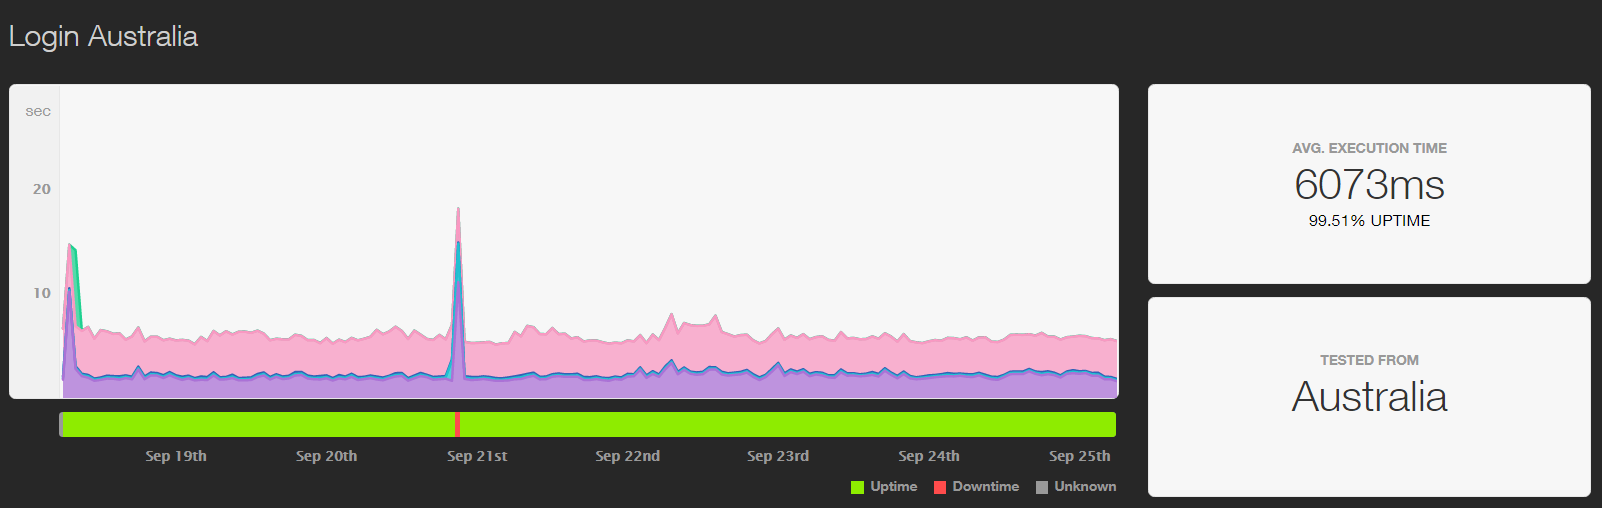 Login Australia
sec
20
10
Sep 19th Sep 20th Sep 21st Sep 22nd Sep 23rd Sep 24th Sep 25th
Uptime Downtime Unknown
AVG. EXECUTION TIME
6073ms
99.51% UPTIME
TESTED FROM
Australia